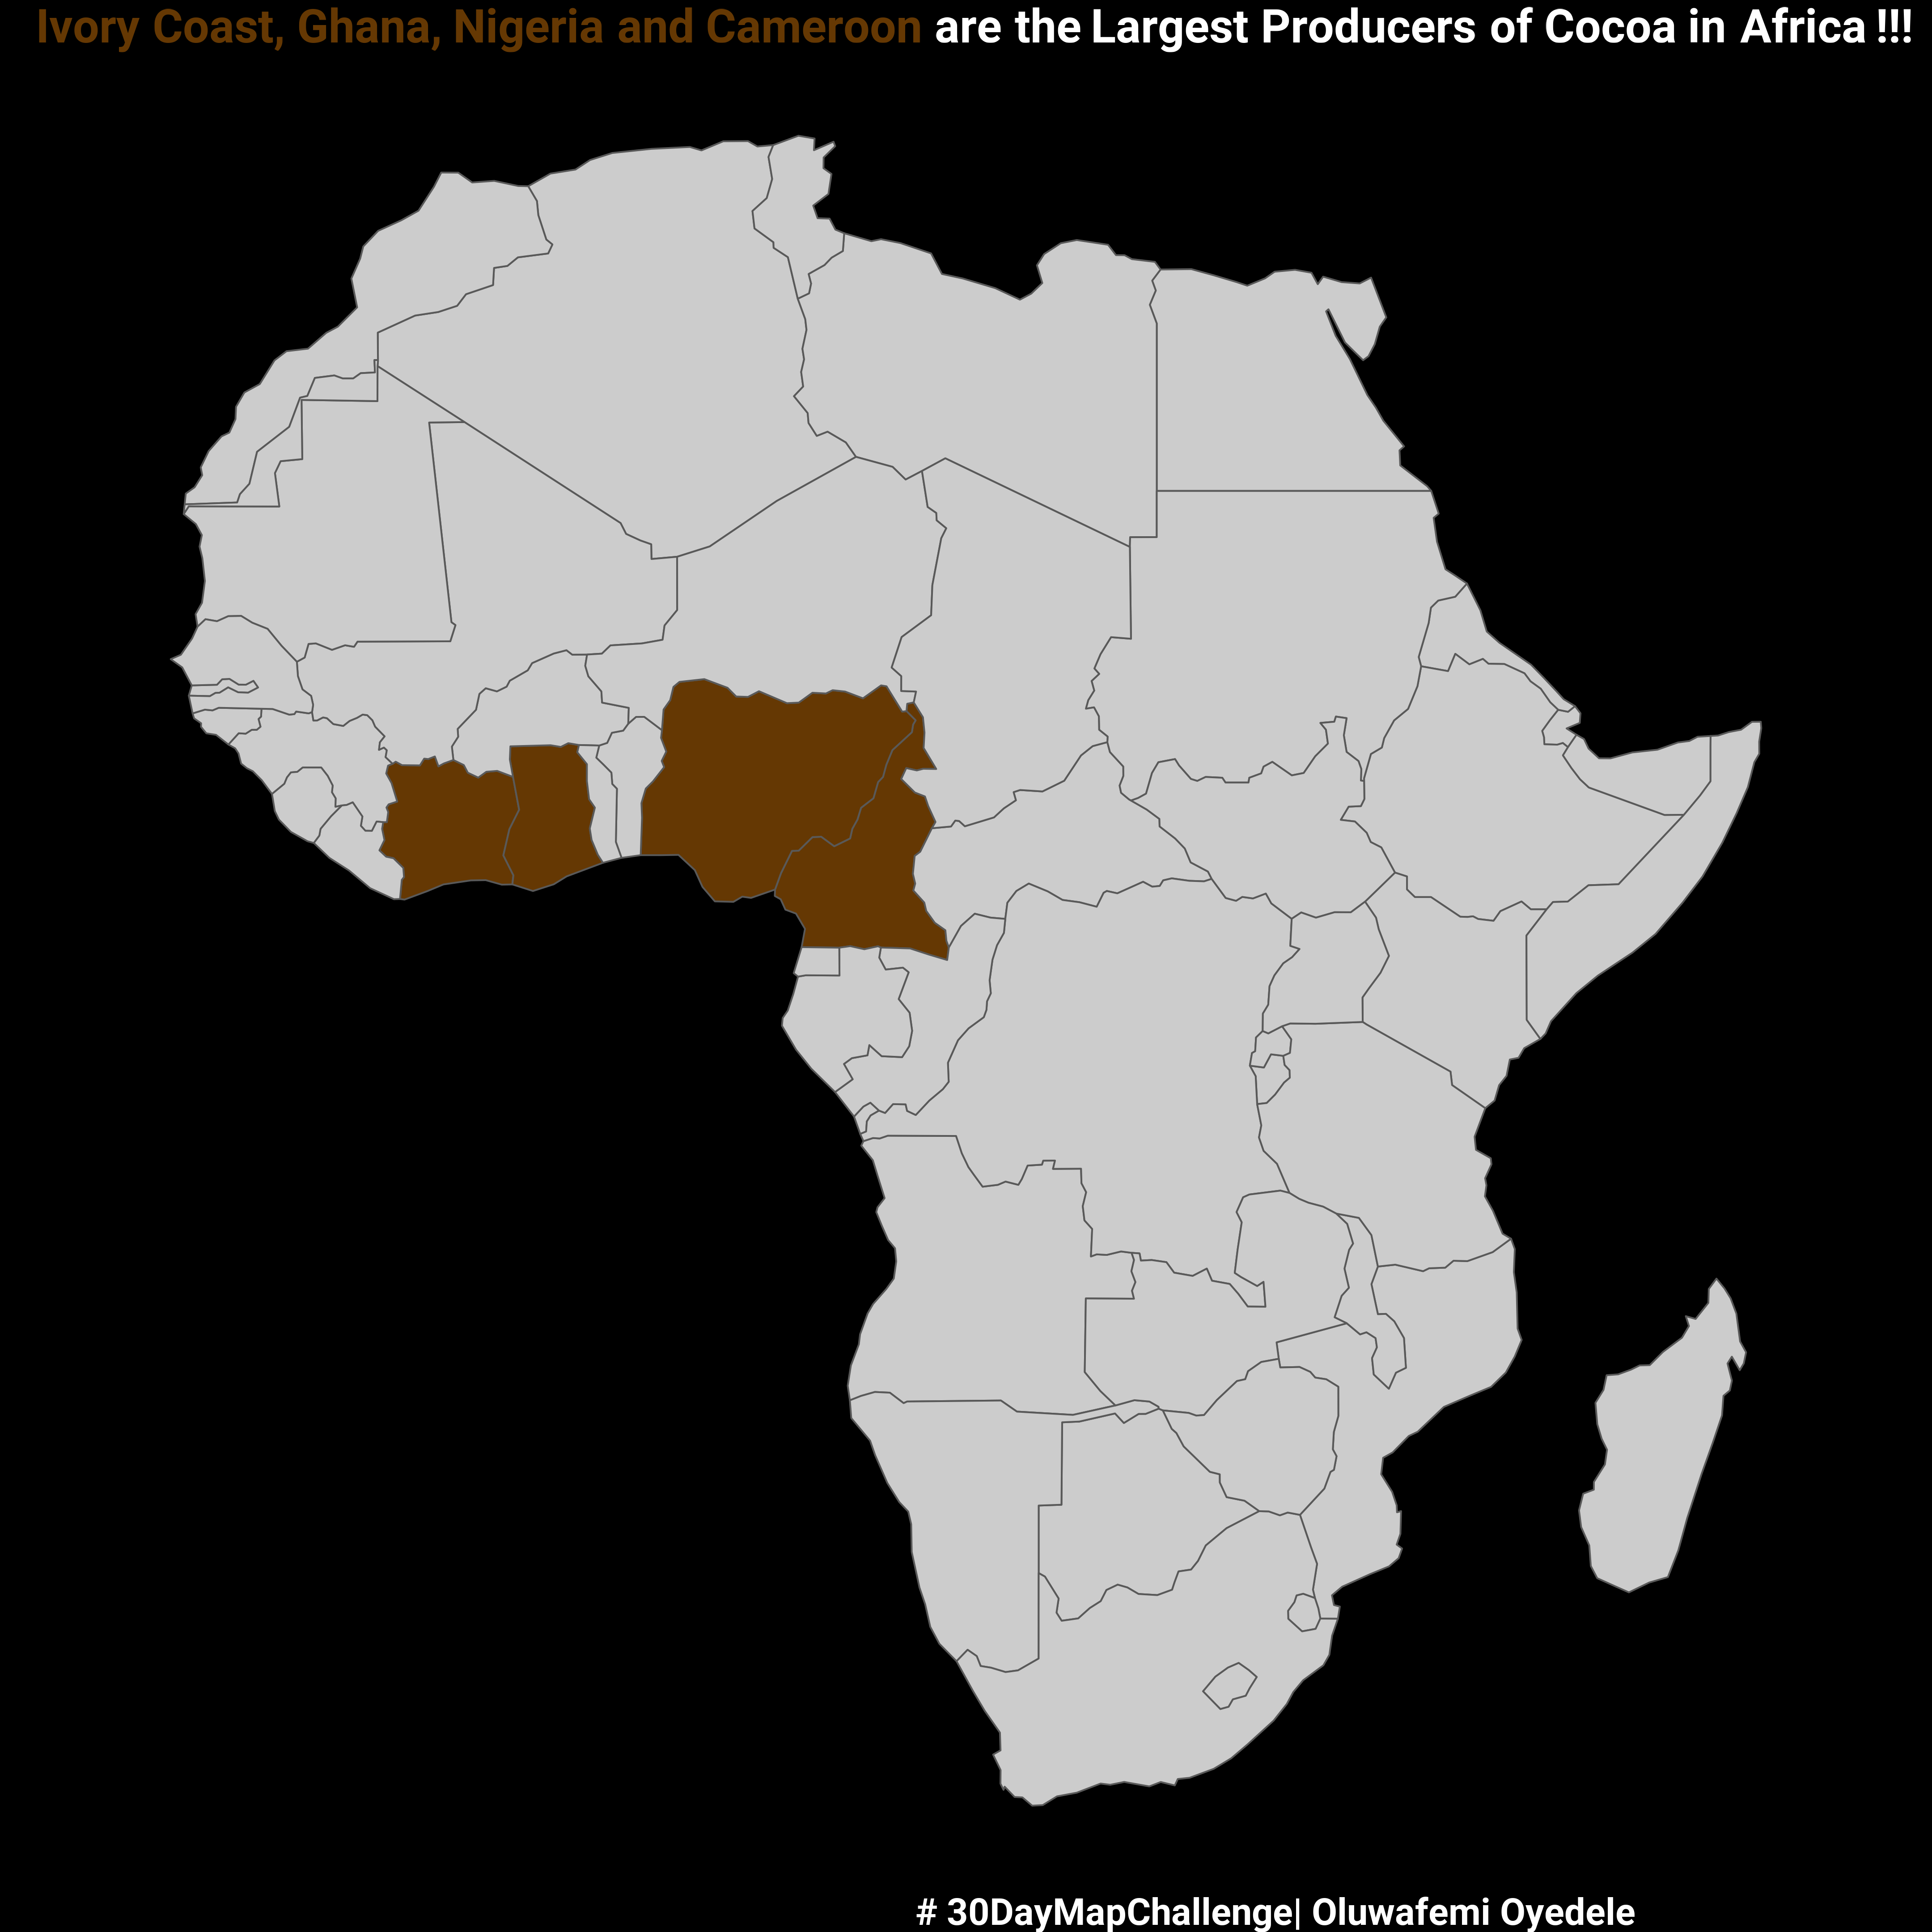 Ivory Coast, Ghana, Nigeria and Cameroon are the Largest Producers of Cocoa in Africa !!!
# 30DayMapChallenge| Oluwafemi Oyedele